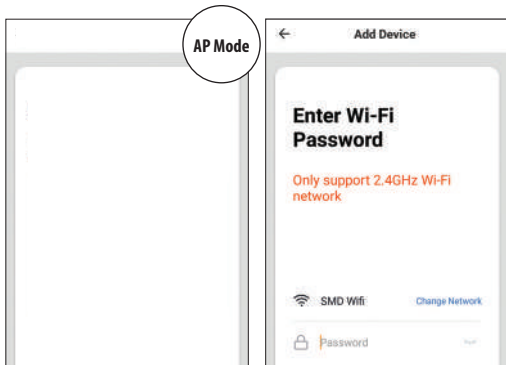 AP Mode
Add Device
Enter Wi-Fi
Password
Only support 2.4GHz Wi-Fi
network
SMD Wifi Change Network
Password